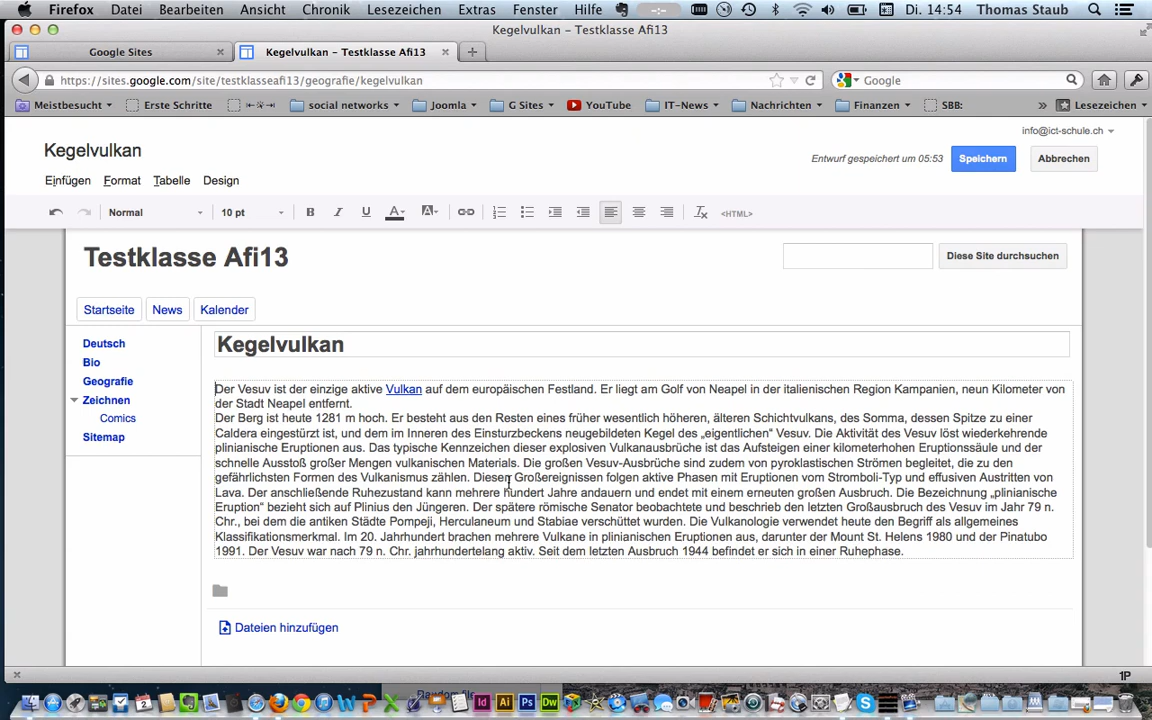 Firefox Datei Bearbeiten Ansicht Chronik Lesezeichen Extras Fenster Hilfe Di. 14:54 Thomas Staub
Kegelvulkan – Testklasse Afi13
Google Sites
Kegelvulkan – Testklasse Afi13
https://sites.google.com/site/testklasseafi13/geografie/kegelvulkan
Google
Meistbesucht Erste Schritte social networks Joomla G Sites YouTube IT-News Nachrichten Finanzen SBB: » Lesezeichen
info@ict-schule.ch
Kegelvulkan
Entwurf gespeichert um 05:53 Speichern Abbrechen
Einfügen Format Tabelle Design
Normal 10 pt B I U A A <HTML>
Testklasse Afi13
Diese Site durchsuchen
Startseite News Kalender
Deutsch
Bio
Geografie
Zeichnen
Comics
Sitemap
Kegelvulkan
Der Vesuv ist der einzige aktive Vulkan auf dem europäischen Festland. Er liegt am Golf von Neapel in der italienischen Region Kampanien, neun Kilometer von
der Stadt Neapel entfernt.
Der Berg ist heute 1281 m hoch. Er besteht aus den Resten eines früher wesentlich höheren, älteren Schichtvulkans, des Somma, dessen Spitze zu einer
Caldera eingestürzt ist, und dem im Inneren des Einsturzbeckens neugebildeten Kegel des „eigentlichen“ Vesuv. Die Aktivität des Vesuv löst wiederkehrende
plinianische Eruptionen aus. Das typische Kennzeichen dieser explosiven Vulkanausbrüche ist das Aufsteigen einer kilometerhohen Eruptionssäule und der
schnelle Ausstoß großer Mengen vulkanischen Materials. Die großen Vesuv-Ausbrüche sind zudem von pyroklastischen Strömen begleitet, die zu den
gefährlichsten Formen des Vulkanismus zählen. Diesen Großereignissen folgen aktive Phasen mit Eruptionen vom Stromboli-Typ und effusiven Austritten von
Lava. Der anschließende Ruhezustand kann mehrere hundert Jahre andauern und endet mit einem erneuten großen Ausbruch. Die Bezeichnung „plinianische
Eruption“ bezieht sich auf Plinius den Jüngeren. Der spätere römische Senator beobachtete und beschrieb den letzten Großausbruch des Vesuv im Jahr 79 n.
Chr., bei dem die antiken Städte Pompeji, Herculaneum und Stabiae verschüttet wurden. Die Vulkanologie verwendet heute den Begriff als allgemeines
Klassifikationsmerkmal. Im 20. Jahrhundert brachen mehrere Vulkane in plinianischen Eruptionen aus, darunter der Mount St. Helens 1980 und der Pinatubo
1991. Der Vesuv war nach 79 n. Chr. jahrhundertelang aktiv. Seit dem letzten Ausbruch 1944 befindet er sich in einer Ruhephase.
Dateien hinzufügen
1P